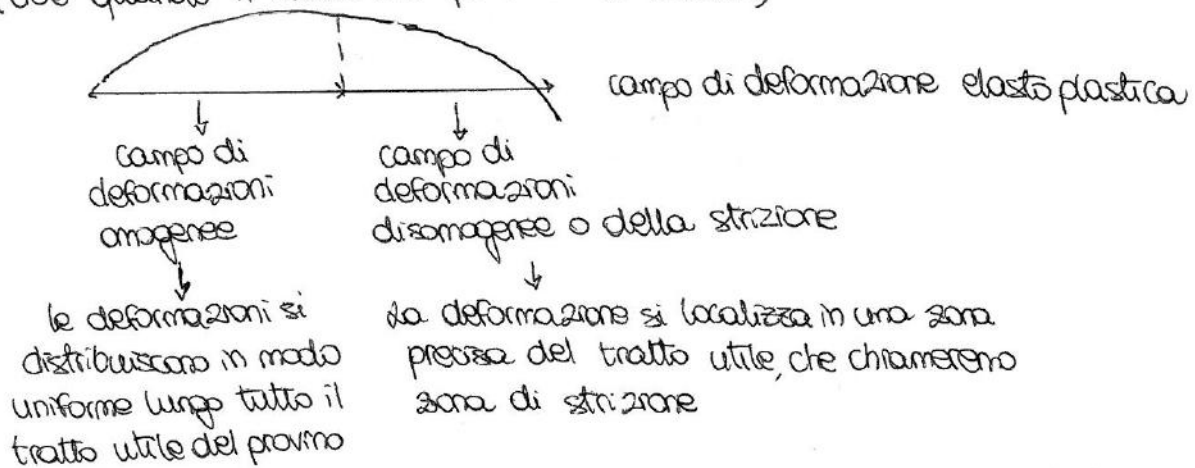 campo di deformazione elastoplastica
campo di
deformazioni
omogenee
campo di
deformazioni
disomogenee o della strizione
le deformazioni si
distribuiscono in modo
uniforme lungo tutto il
tratto utile del provino
La deformazione si localizza in una zona
precisa del tratto utile, che chiameremo
zona di strizione